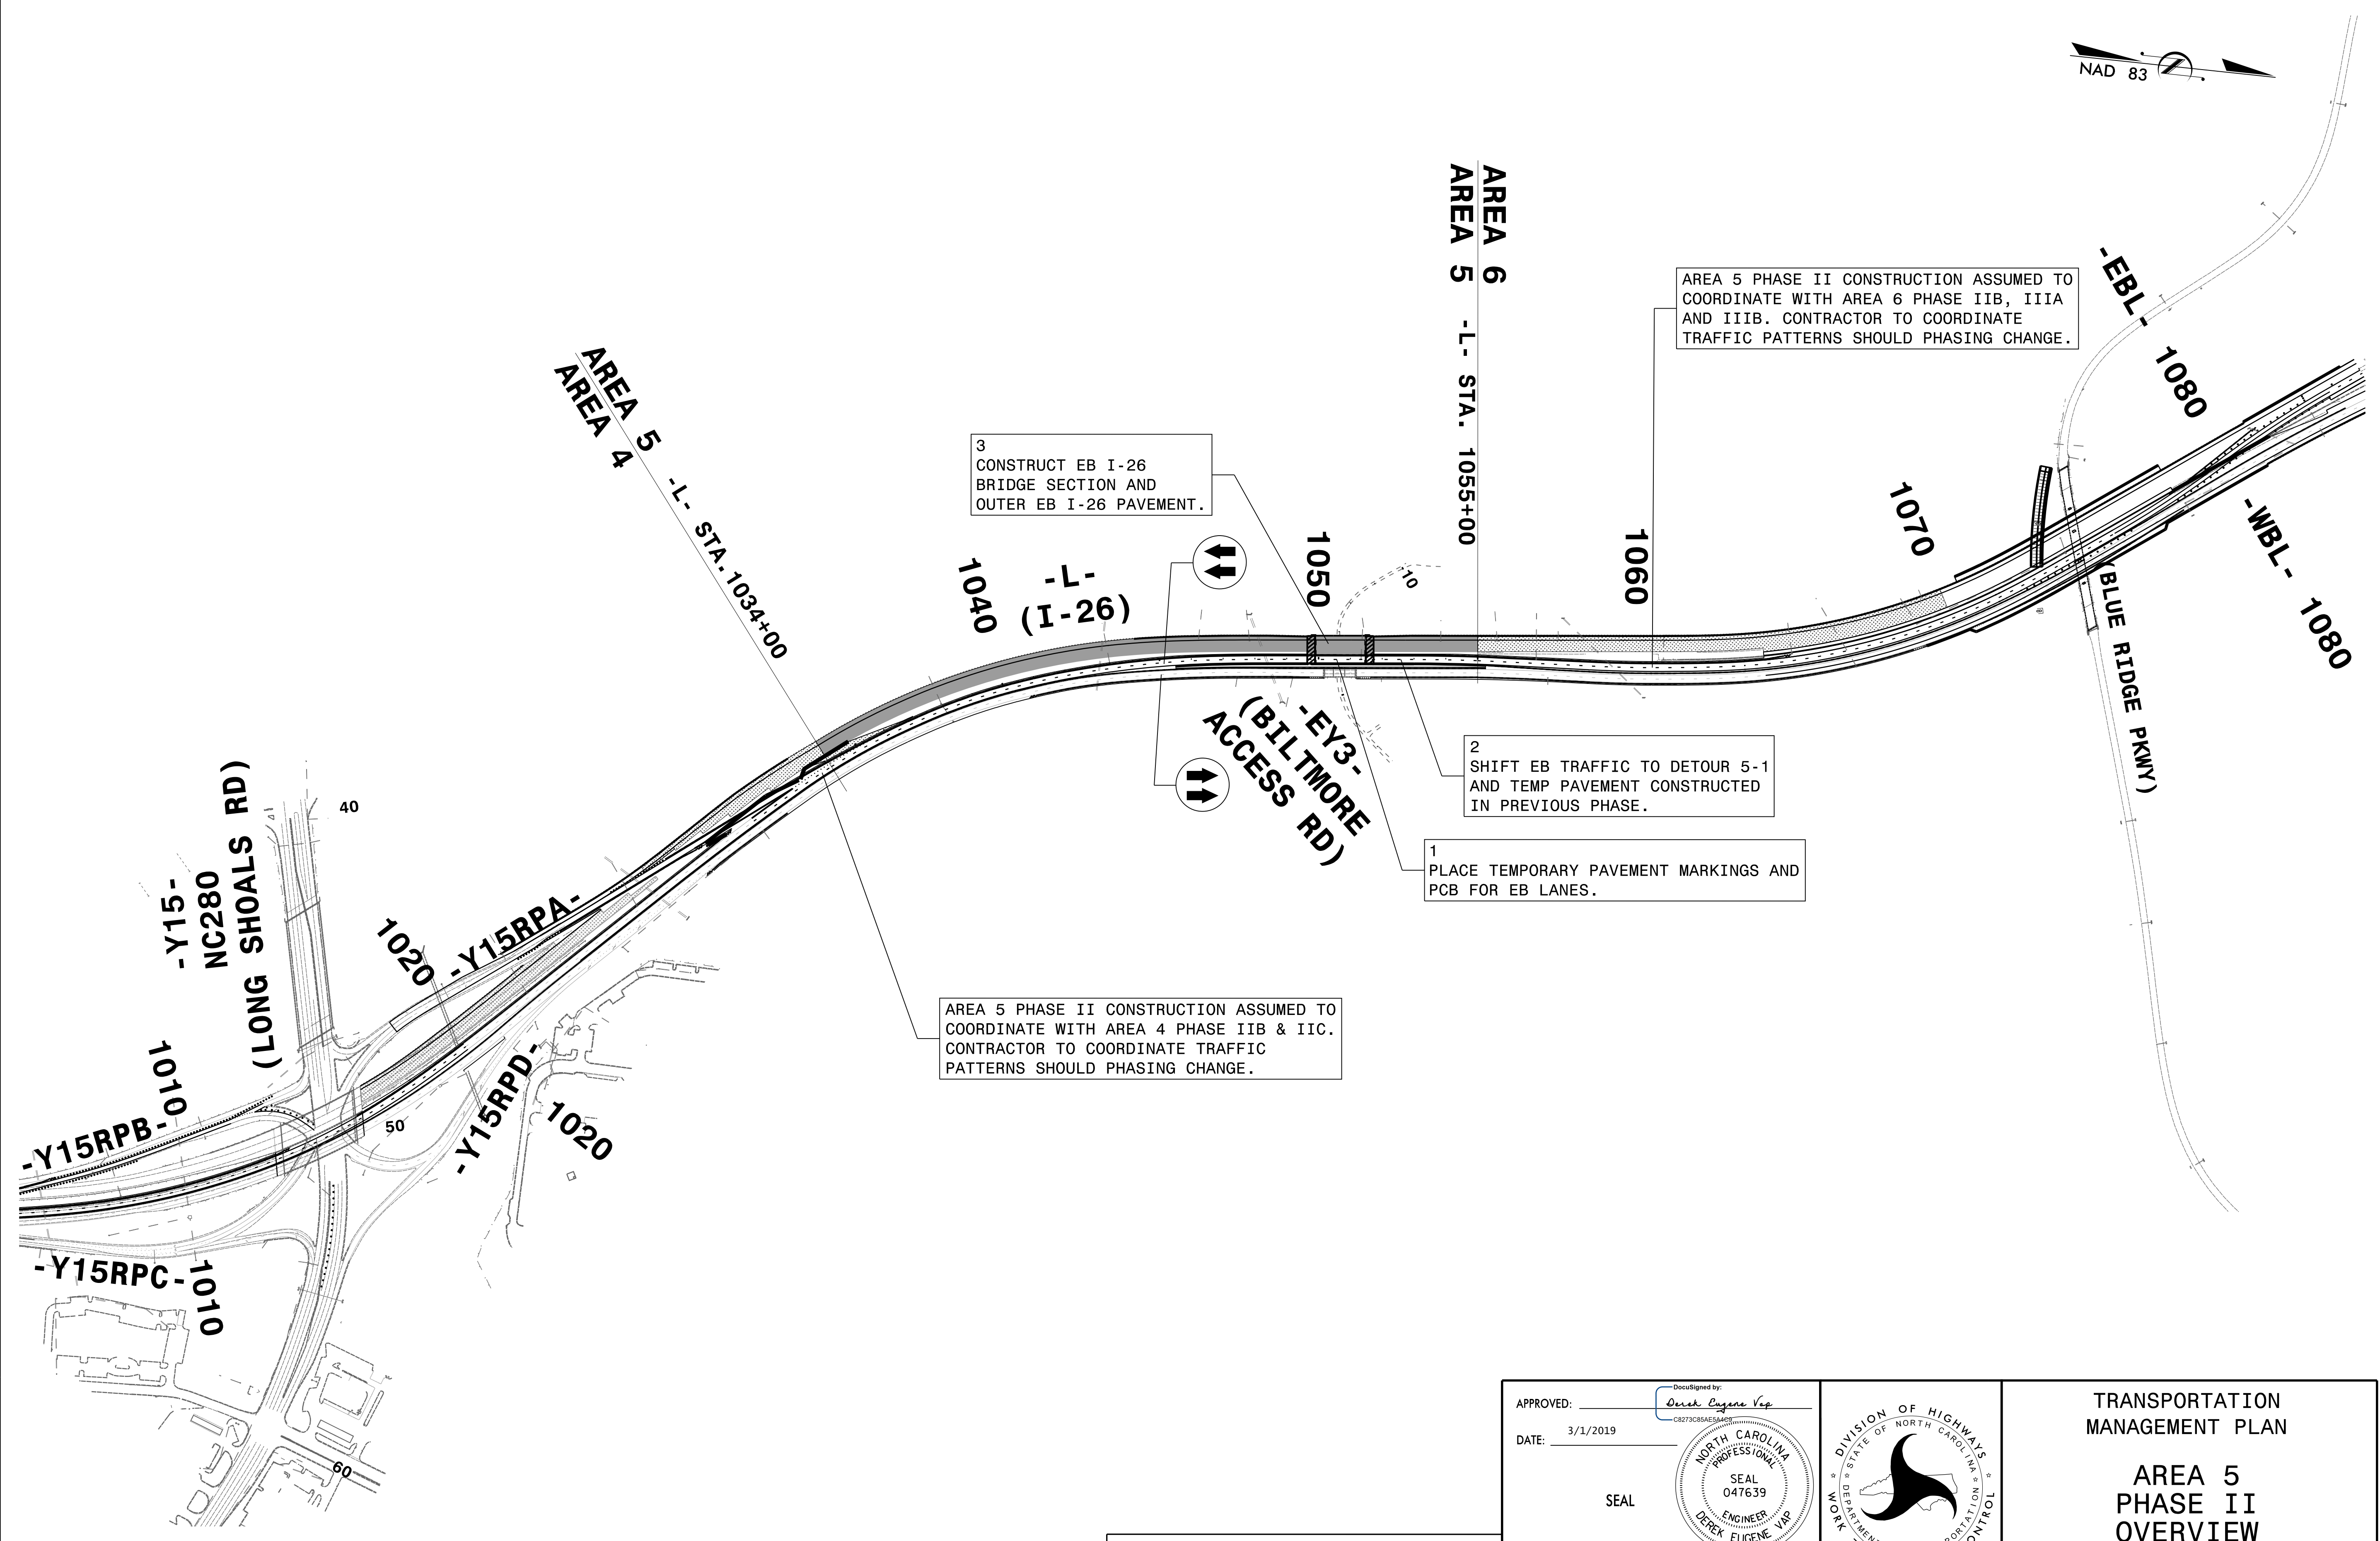 NAD 83
AREA 6
AREA 5
-L- STA. 1055+00
AREA 5 PHASE II CONSTRUCTION ASSUMED TO
COORDINATE WITH AREA 6 PHASE IIB, IIIA
AND IIIB. CONTRACTOR TO COORDINATE
TRAFFIC PATTERNS SHOULD PHASING CHANGE.
-EBL- 1080
AREA 5
AREA 4
-L- STA.1034+00
3
CONSTRUCT EB I-26
BRIDGE SECTION AND
OUTER EB I-26 PAVEMENT.
1040
-L-
(I-26)
1050
10
1060
1070
-WBL- 1080
(BLUE RIDGE PKWY)
-EY3-
(BILTMORE
ACCESS RD)
2
SHIFT EB TRAFFIC TO DETOUR 5-1
AND TEMP PAVEMENT CONSTRUCTED
IN PREVIOUS PHASE.
1
PLACE TEMPORARY PAVEMENT MARKINGS AND
PCB FOR EB LANES.
40
-Y15-
NC280
(LONG SHOALS RD)
1020
-Y15RPA-
AREA 5 PHASE II CONSTRUCTION ASSUMED TO
COORDINATE WITH AREA 4 PHASE IIB & IIC.
CONTRACTOR TO COORDINATE TRAFFIC
PATTERNS SHOULD PHASING CHANGE.
1010
-Y15RPB-
50
-Y15RPD-
1020
-Y15RPC-
1010
60
APPROVED:
DocuSigned by:
Derek Eugene Vap
C8273C85AE5A4C9...
DATE: 3/1/2019
SEAL
NORTH CAROLINA
PROFESSIONAL
SEAL
047639
ENGINEER
DEREK EUGENE VAP
DIVISION OF HIGHWAYS
STATE OF NORTH CAROLINA
WORK
TRANSPORTATION
MANAGEMENT PLAN
AREA 5
PHASE II
OVERVIEW